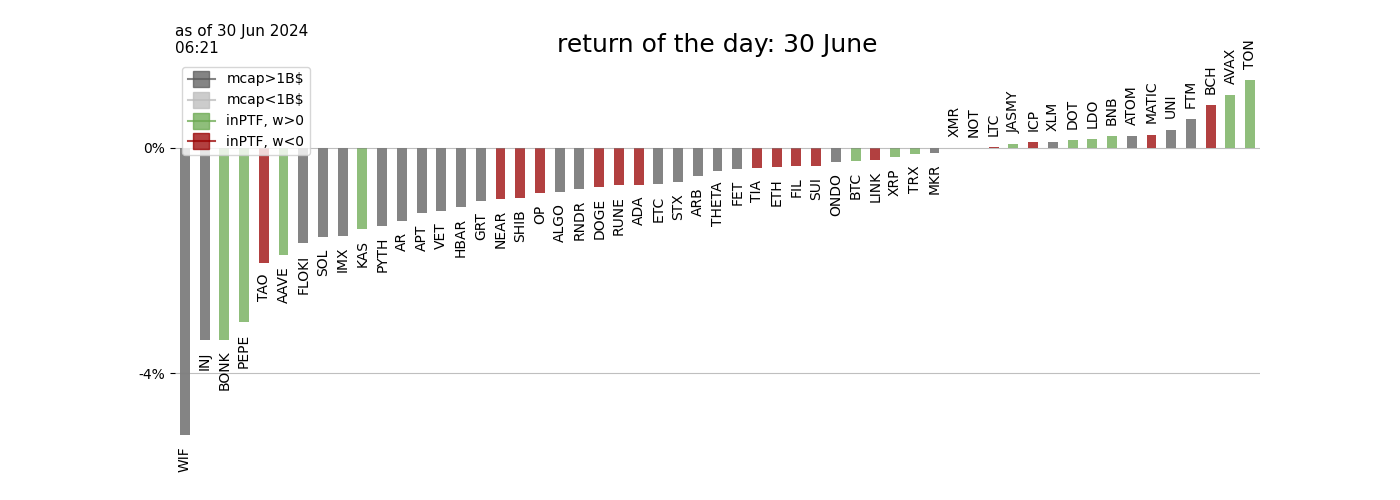 as of 30 Jun 2024
06:21
return of the day: 30 June
mcap>1B$
mcap<1B$
inPTF, w>0
inPTF, w<0
0%
-4%
WIF
INJ
BONK
PEPE
TAO
AAVE
FLOKI
SOL
IMX
KAS
PYTH
AR
APT
VET
HBAR
GRT
NEAR
SHIB
OP
ALGO
RNDR
DOGE
RUNE
ADA
ETC
STX
ARB
THETA
FET
TIA
ETH
FIL
SUI
ONDO
BTC
LINK
XRP
TRX
MKR
XMR
NOT
LTC
JASMY
ICP
XLM
DOT
LDO
BNB
ATOM
MATIC
UNI
FTM
BCH
AVAX
TON